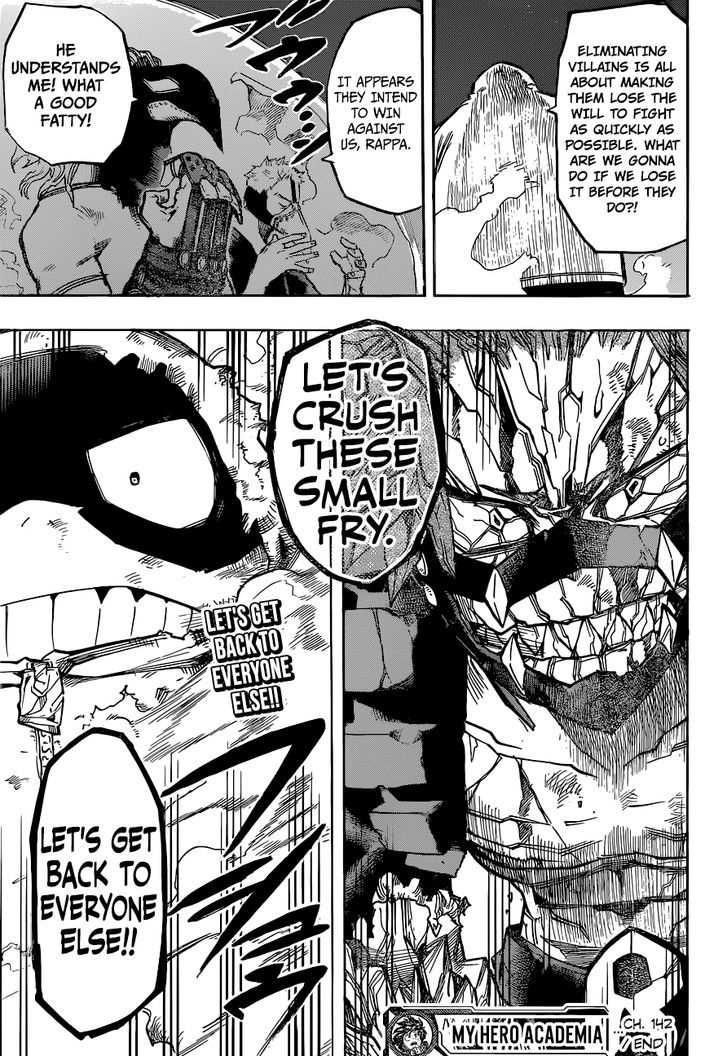 ELIMINATING
VILLAINS IS ALL
ABOUT MAKING
THEM LOSE THE
WILL TO FIGHT
AS QUICKLY
AS
POSSIBLE. WHAT
ARE WE GONNA
DO IF WE LOSE
IT BEFORE THEY
DO?!
IT APPEARS
THEY INTEND
TO WIN
AGAINST
US, RAPPA.
HE
UNDERSTANDS
ME! WHAT
A GOOD
FATTY!
LET'S
CRUSH
THESE
SMALL
FRY.
LET'S GET
BACK TO
EVERYONE
ELSE!!
LET'S GET
BACK TO
EVERYONE
ELSE!!
MY HERO ACADEMIA
CH. 142
END